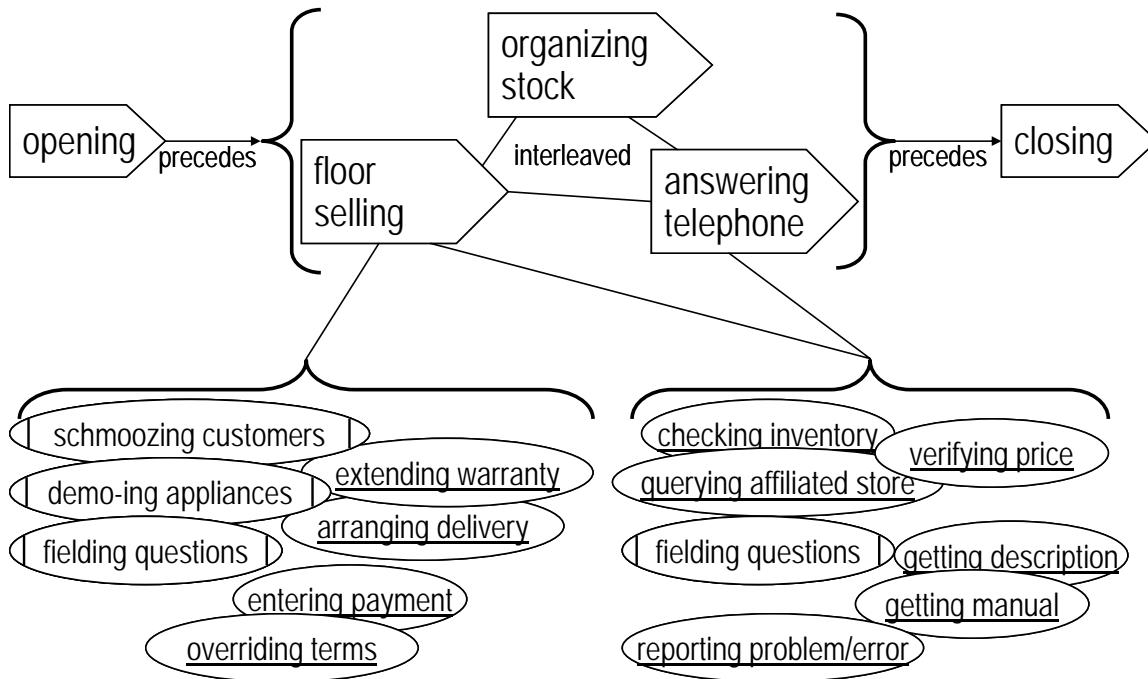 organizing
stock
opening
precedes
floor
selling
interleaved
answering
telephone
precedes
closing
schmoozing customers
extending warranty
demo-ing appliances
arranging delivery
fielding questions
entering payment
overriding terms
checking inventory
verifying price
querying affiliated store
fielding questions
getting description
getting manual
reporting problem/error